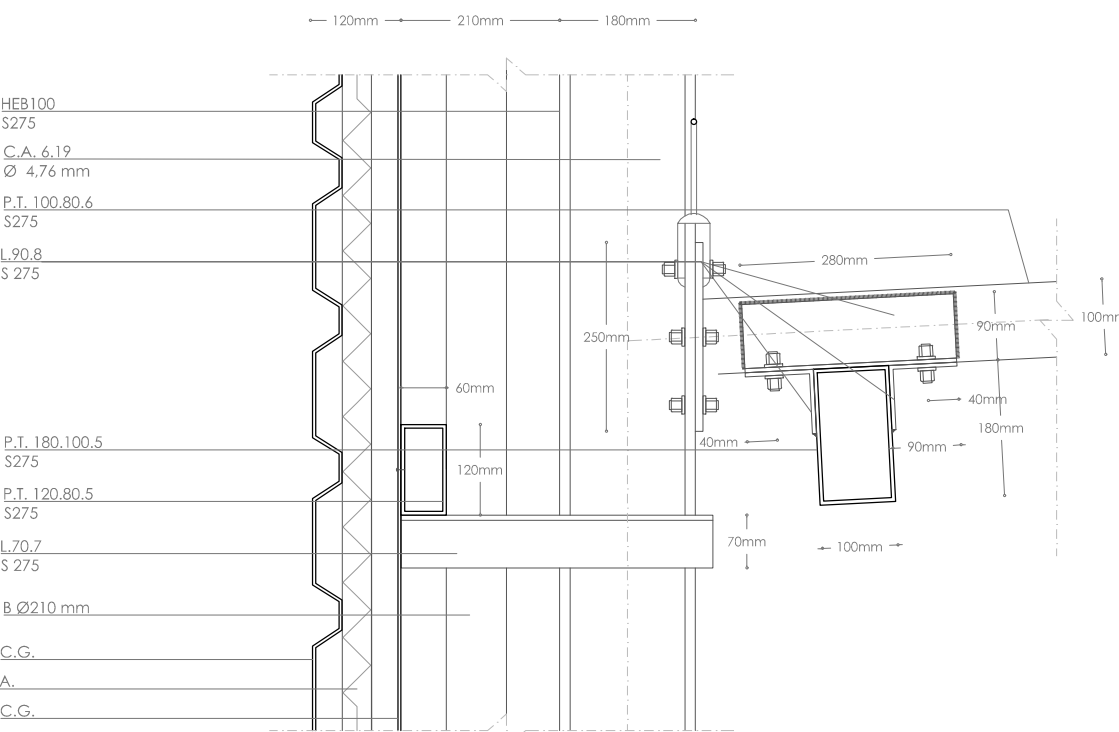 120mm 210mm 180mm
HEB100
S275
C.A. 6.19
Ø 4,76 mm
P.T. 100.80.6
S275
L.90.8
S 275
280mm
90mm
100mr
250mm
60mm
40mm
180mm
P.T. 180.100.5
S275
40mm
90mm
120mm
P.T. 120.80.5
S275
70mm
100mm
L.70.7
S 275
B Ø210 mm
C.G.
A.
C.G.